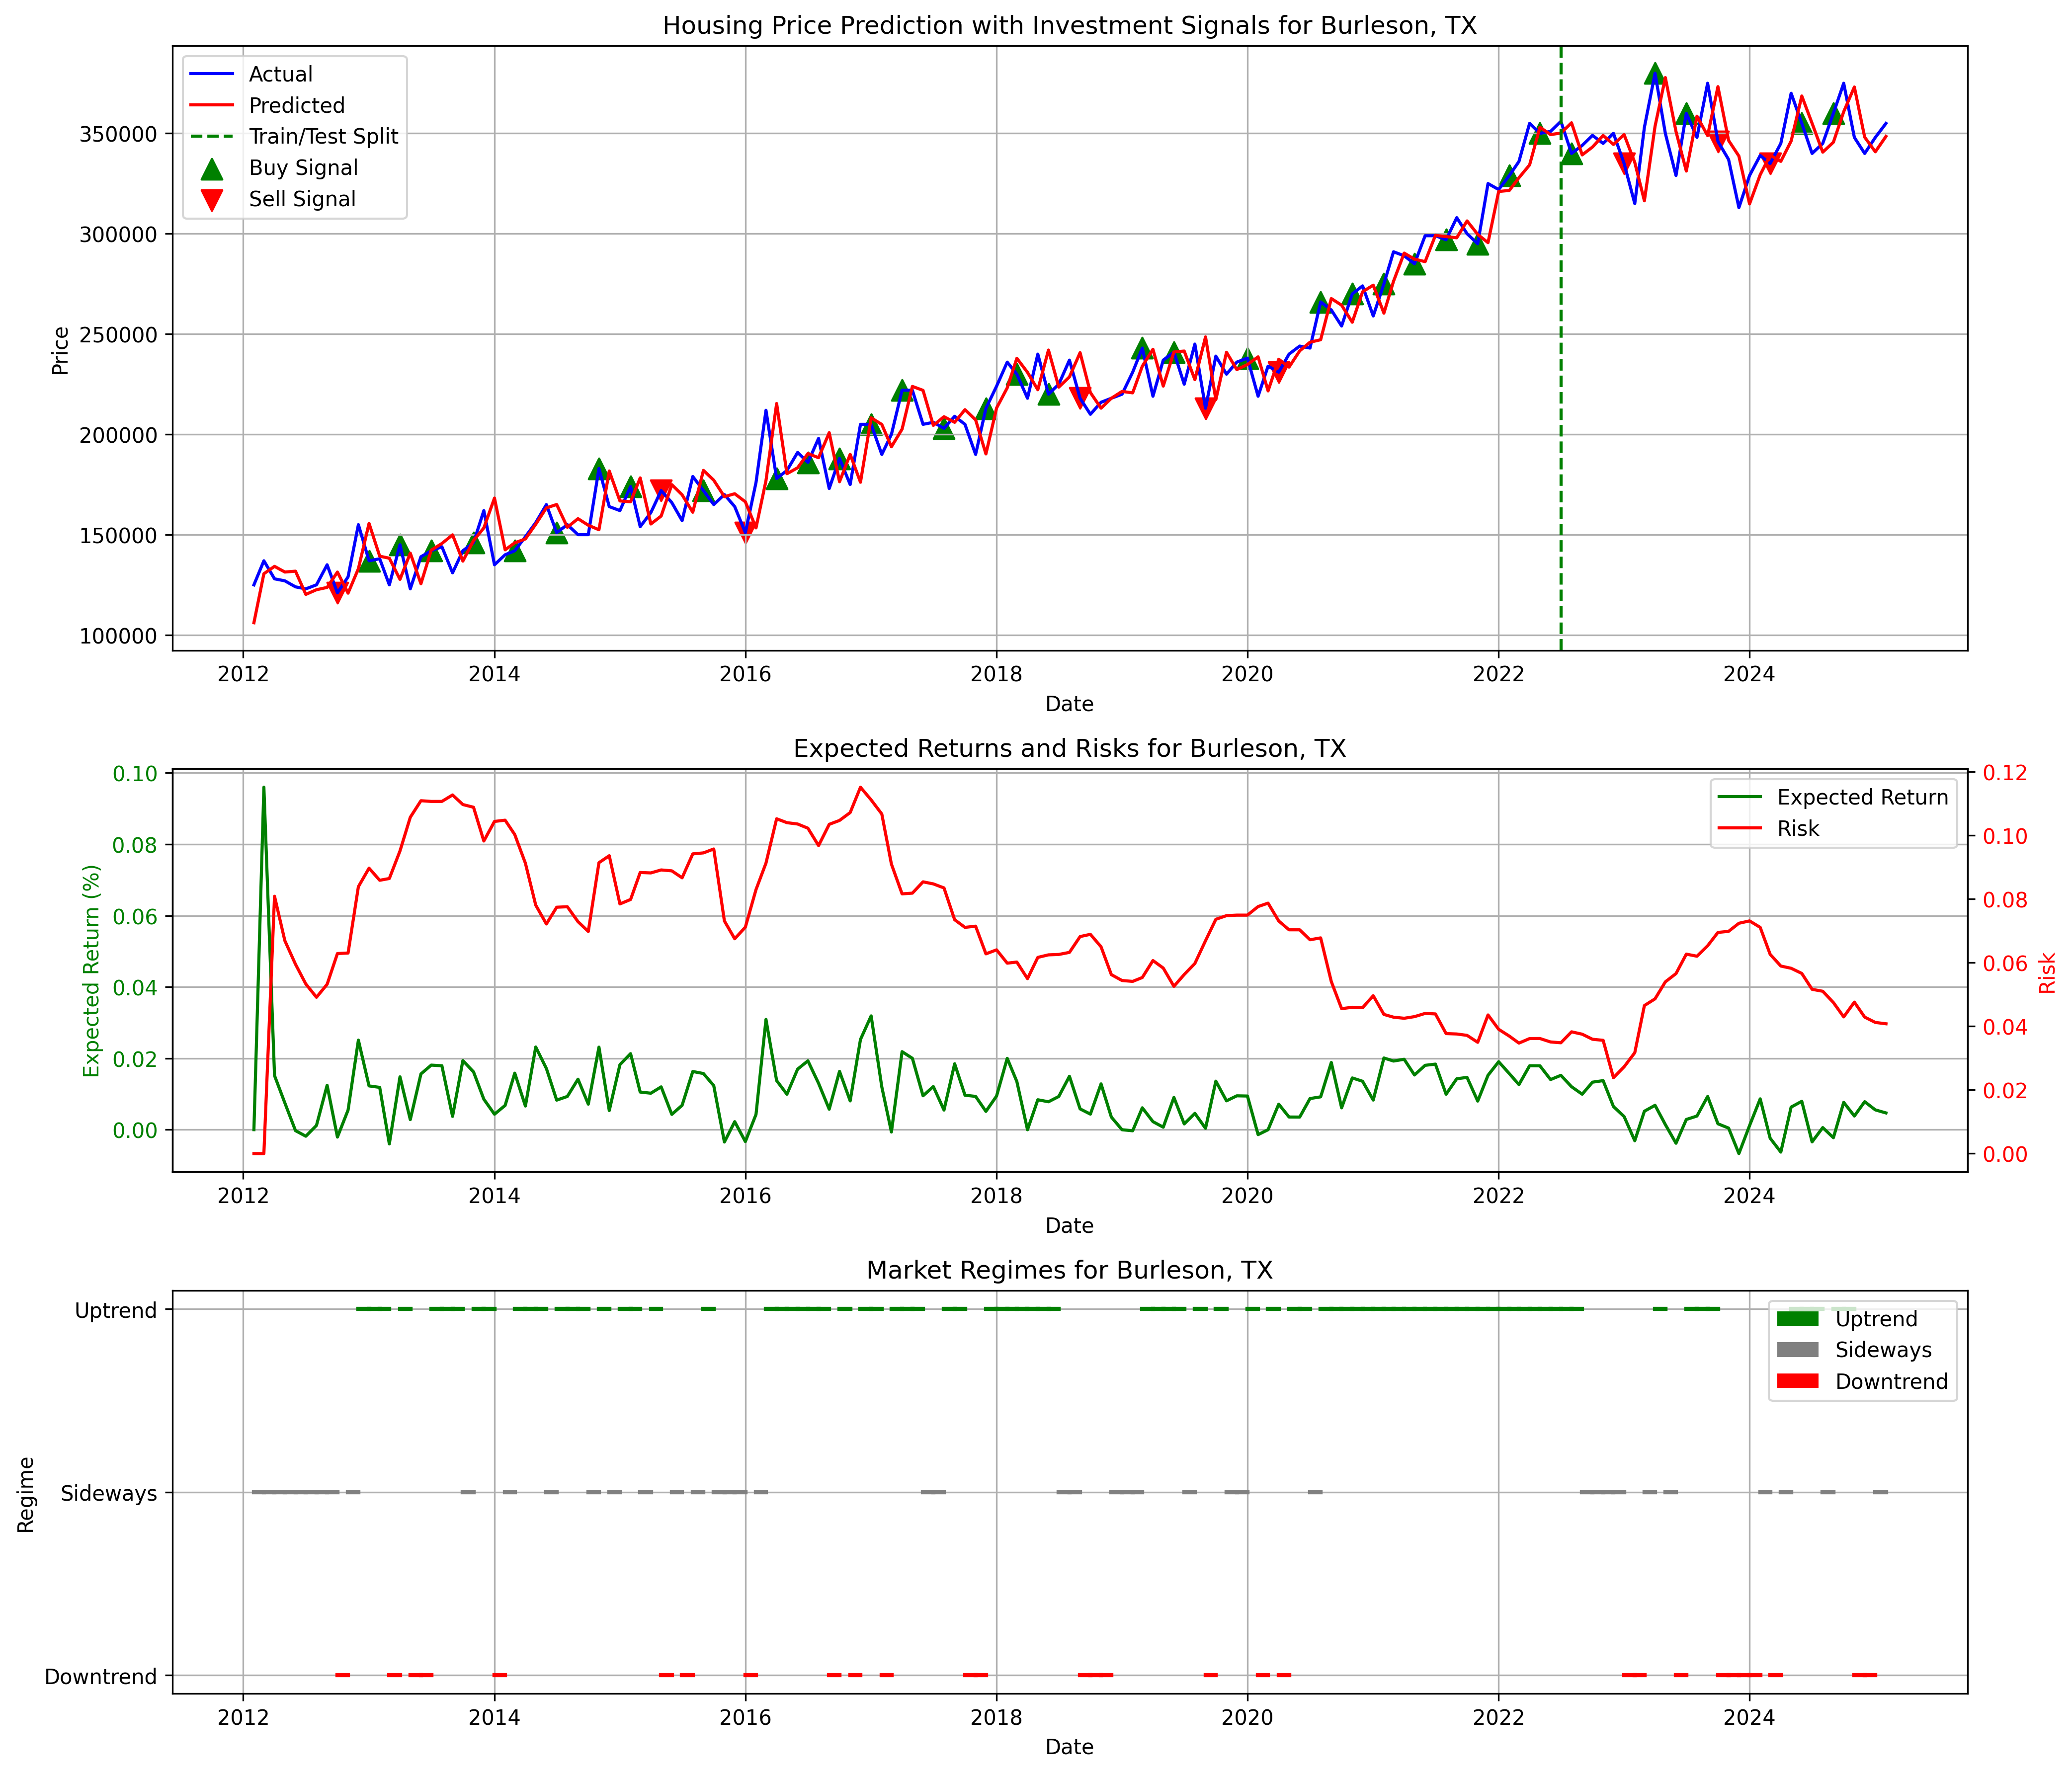 Housing Price Prediction with Investment Signals for Burleson, TX
Actual
Predicted
Train/Test Split
Buy Signal
Sell Signal
Price
350000
300000
250000
200000
150000
100000
2012 2014 2016 2018 2020 2022 2024
Date
Expected Returns and Risks for Burleson, TX
Expected Return (%)
0.10
0.08
0.06
0.04
0.02
0.00
Expected Return
Risk
0.12
0.10
0.08
0.06
0.04
0.02
0.00
Risk
2012 2014 2016 2018 2020 2022 2024
Date
Market Regimes for Burleson, TX
Regime
Uptrend
Sideways
Downtrend
Uptrend
Sideways
Downtrend
2012 2014 2016 2018 2020 2022 2024
Date